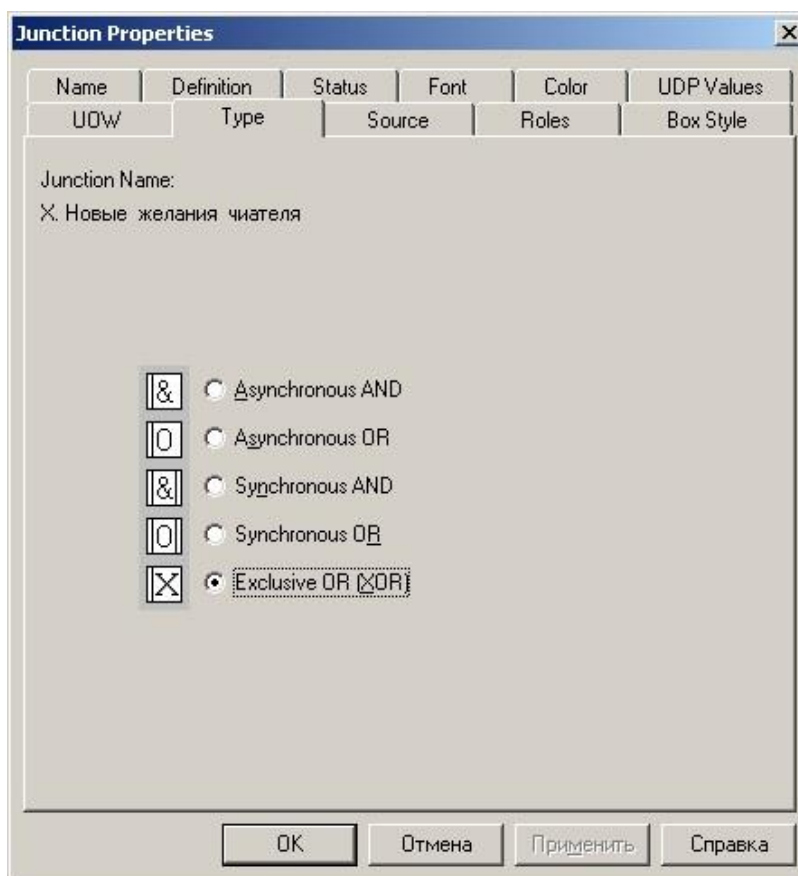 Junction Properties
Name Definition Status Font Color UDP Values
UOW Type Source Roles Box Style
Junction Name:
X. Новые желания чиателя
& Asynchronous AND
O Asynchronous OR
& Synchronous AND
O Synchronous OR
X Exclusive OR (XOR)
OK Отмена Применить Справка